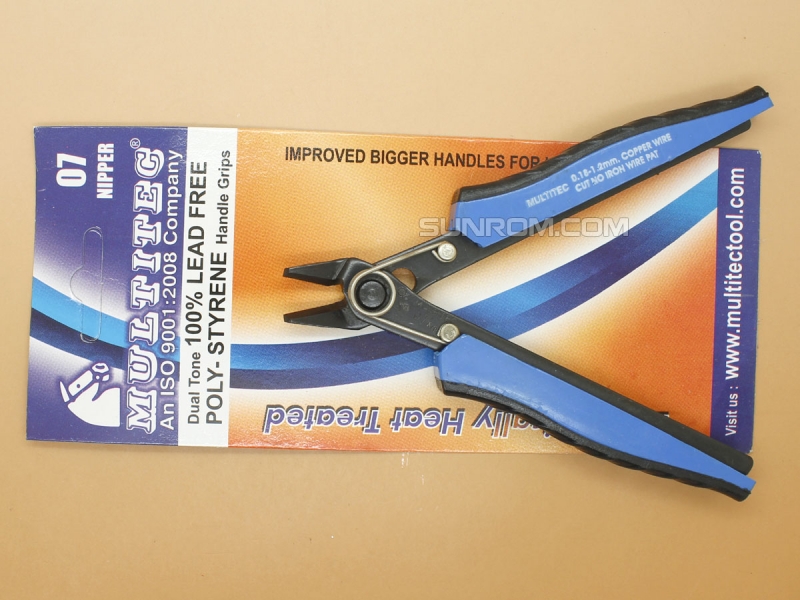 07
NIPPER
MULTITEC®
An ISO 9001:2008 Company
Dual Tone 100% LEAD FREE
POLY- STYRENE Handle Grips
IMPROVED BIGGER HANDLES FOR
MULTITEC 0.18-1.2mm. COPPER WIRE
CUT NO IRON WIRE PAT
SUNROM.COM
ally Heat Treated
Visit us : www.multitectool.com